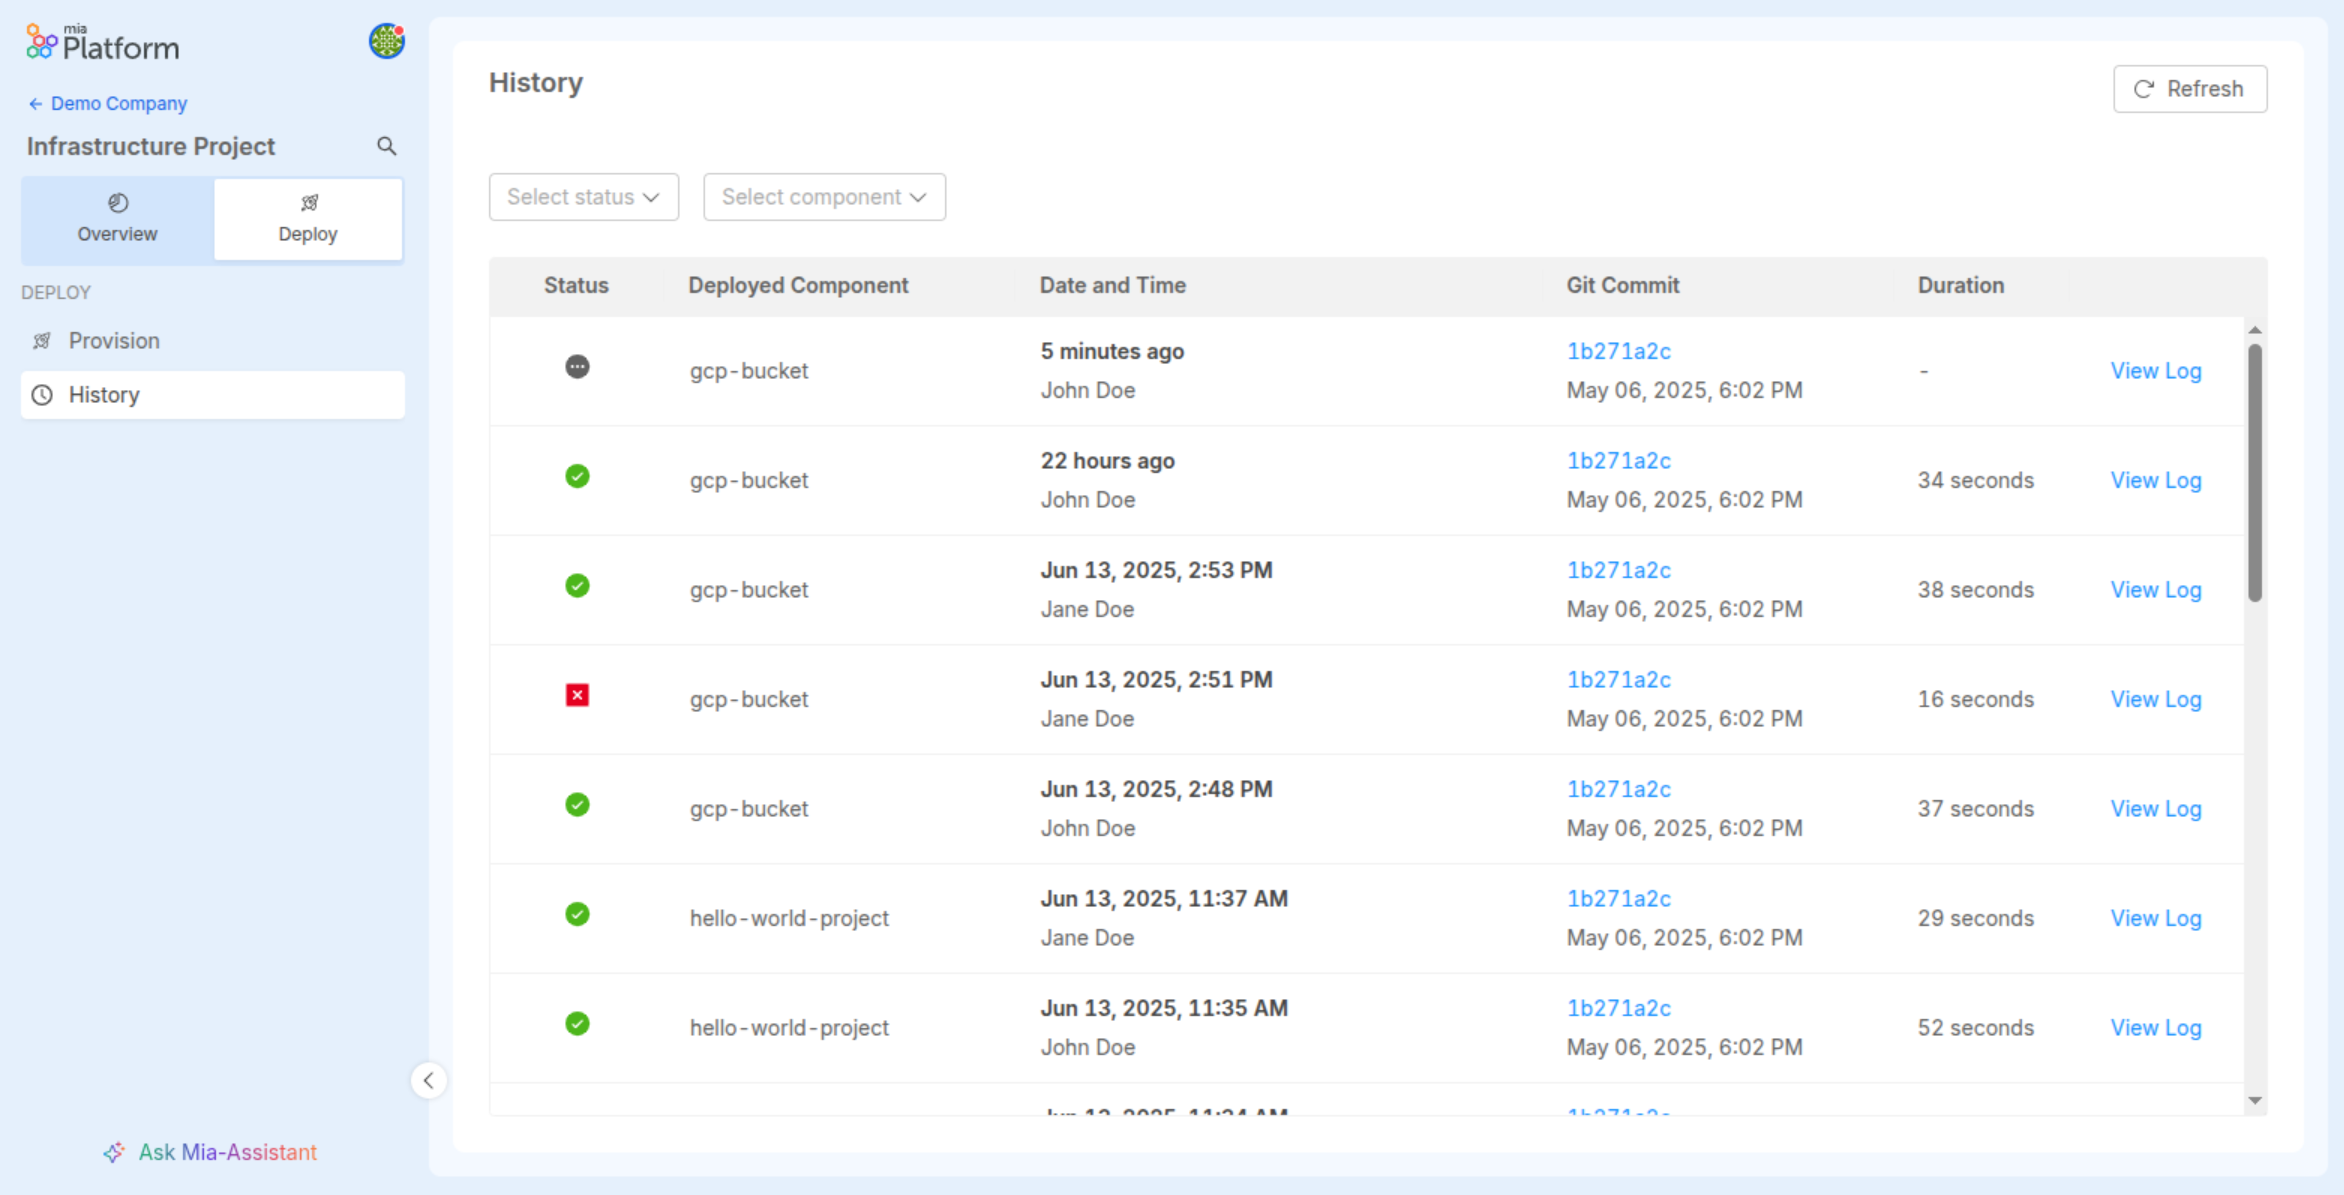 mia
Platform
← Demo Company
Infrastructure Project
Overview
Deploy
DEPLOY
Provision
History
Ask Mia-Assistant
History
Refresh
Select status
Select component
Status Deployed Component Date and Time Git Commit Duration
gcp-bucket 5 minutes ago 1b271a2c - View Log
John Doe May 06, 2025, 6:02 PM
gcp-bucket 22 hours ago 1b271a2c 34 seconds View Log
John Doe May 06, 2025, 6:02 PM
gcp-bucket Jun 13, 2025, 2:53 PM 1b271a2c 38 seconds View Log
Jane Doe May 06, 2025, 6:02 PM
gcp-bucket Jun 13, 2025, 2:51 PM 1b271a2c 16 seconds View Log
Jane Doe May 06, 2025, 6:02 PM
gcp-bucket Jun 13, 2025, 2:48 PM 1b271a2c 37 seconds View Log
John Doe May 06, 2025, 6:02 PM
hello-world-project Jun 13, 2025, 11:37 AM 1b271a2c 29 seconds View Log
Jane Doe May 06, 2025, 6:02 PM
hello-world-project Jun 13, 2025, 11:35 AM 1b271a2c 52 seconds View Log
John Doe May 06, 2025, 6:02 PM
Jun 13, 2025, 11:34 AM 1b271a2c